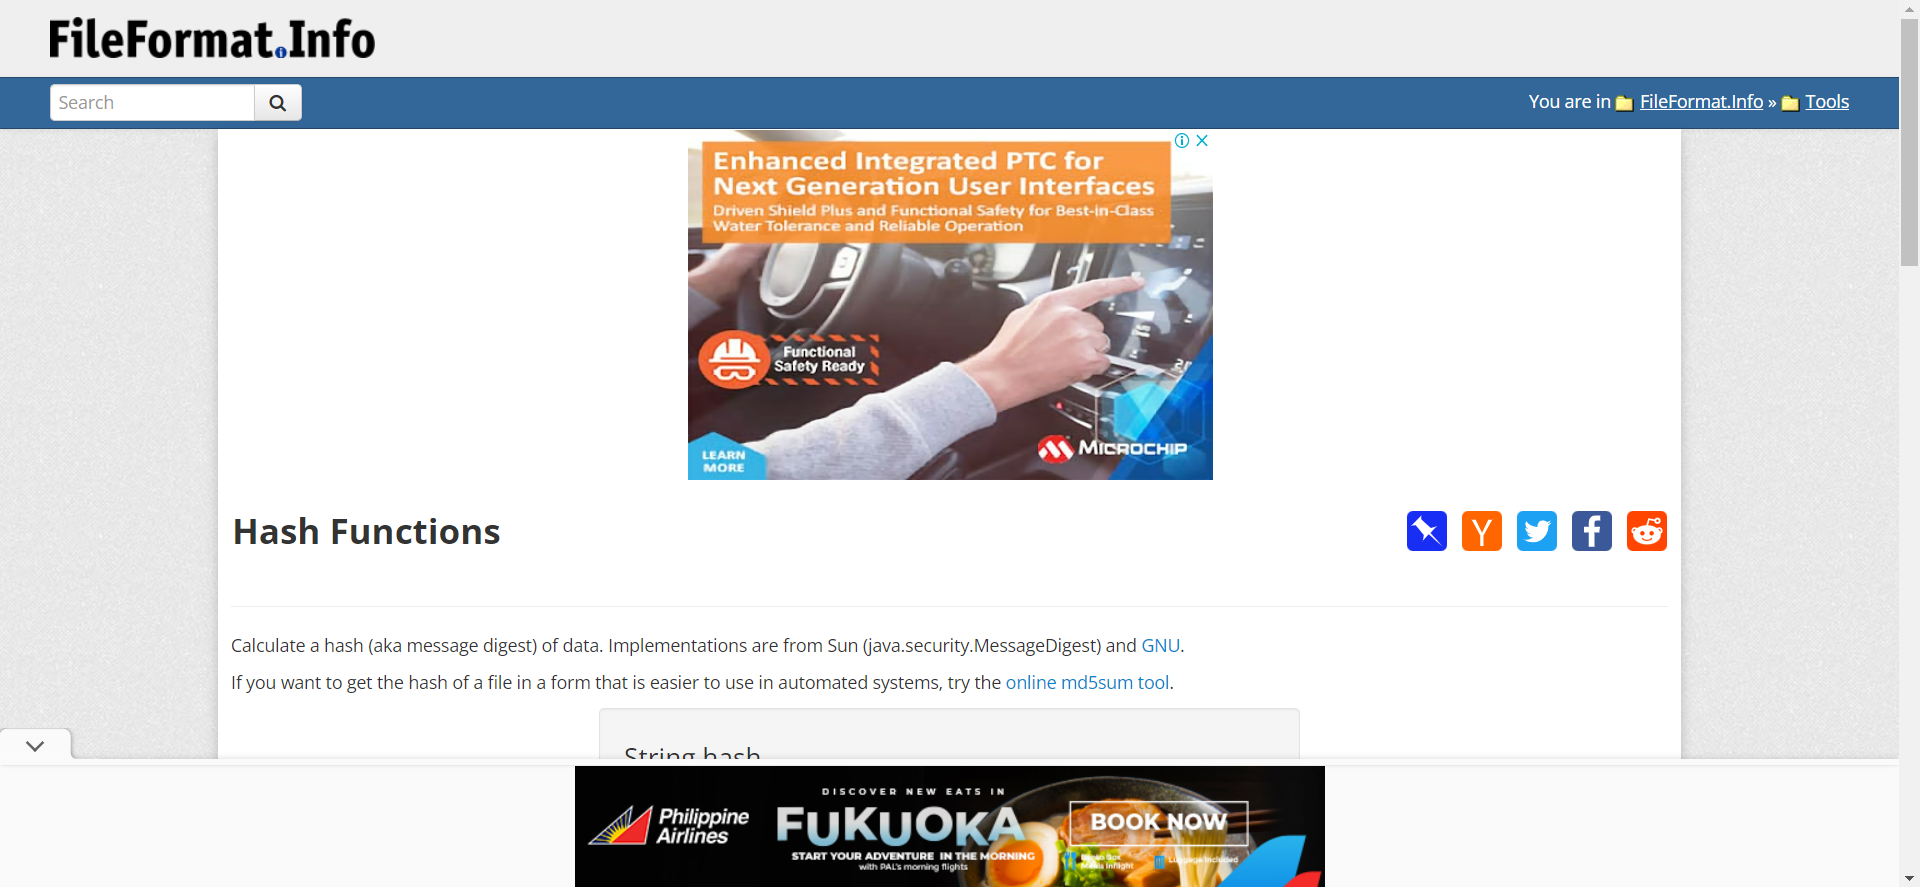 FileFormat.Info
Search
You are in FileFormat.Info » Tools
Enhanced Integrated PTC for
Next Generation User Interfaces
Driven Shield Plus and Functional Safety for Best-in-Class
Water Tolerance and Reliable Operation
Functional
Safety Ready
LEARN
MORE
MICROCHIP
Hash Functions
Calculate a hash (aka message digest) of data. Implementations are from Sun (java.security.MessageDigest) and GNU.
If you want to get the hash of a file in a form that is easier to use in automated systems, try the online md5sum tool.
String hash
Philippine
Airlines
DISCOVER NEW EATS IN
FUKUOKA
START YOUR ADVENTURE IN THE MORNING
with PAL's morning flights
BOOK NOW
Meals Inflight
Luggage Included